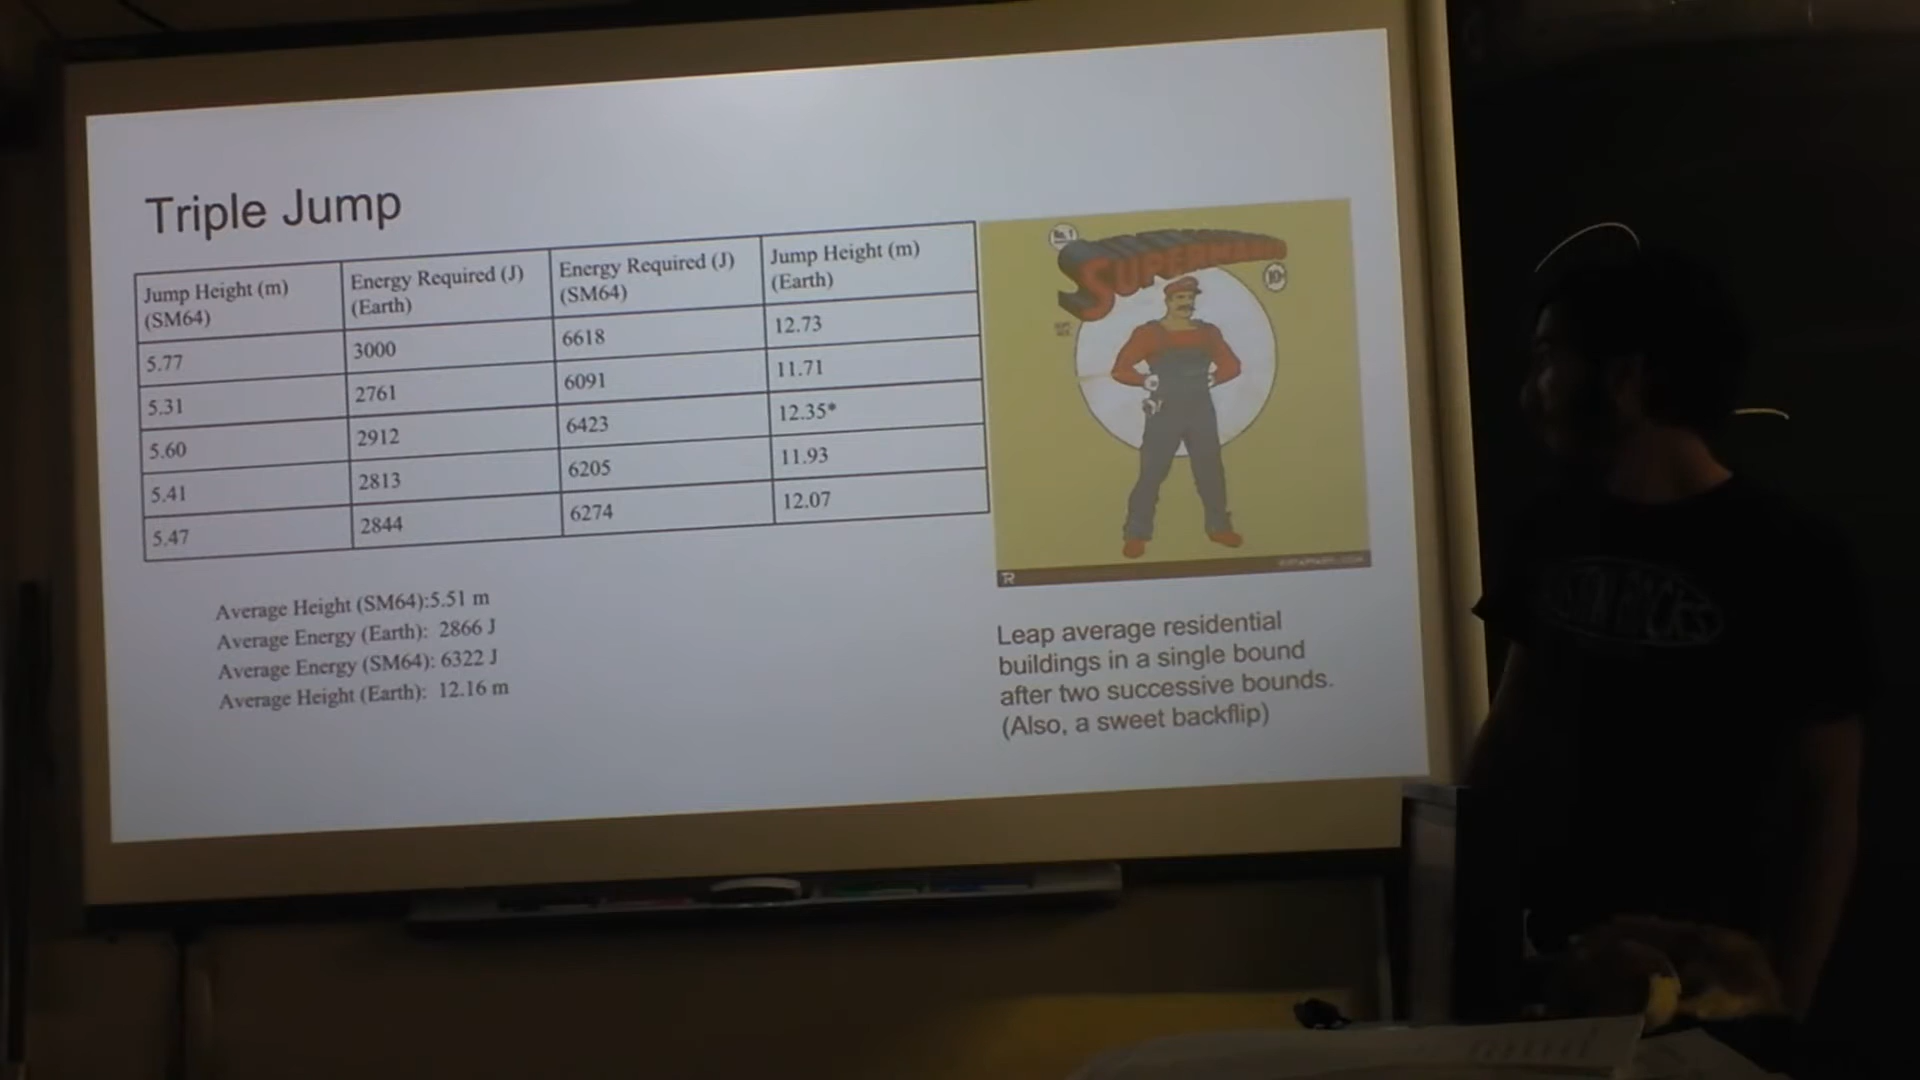 Triple Jump
Jump Height (m) (SM64) Energy Required (J) (Earth) Energy Required (J) (SM64) Jump Height (m) (Earth)
5.77 3000 6618 12.73
5.31 2761 6091 11.71
5.60 2912 6423 12.35*
5.41 2813 6205 11.93
5.47 2844 6274 12.07
Average Height (SM64):5.51 m
Average Energy (Earth): 2866 J
Average Energy (SM64): 6322 J
Average Height (Earth): 12.16 m
No.1
SUPERMARIO
10¢
Leap average residential
buildings in a single bound
after two successive bounds.
(Also, a sweet backflip)